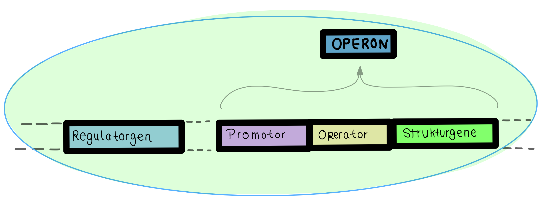 OPERON
Regulatorgen
Promotor
Operator
Strukturgene